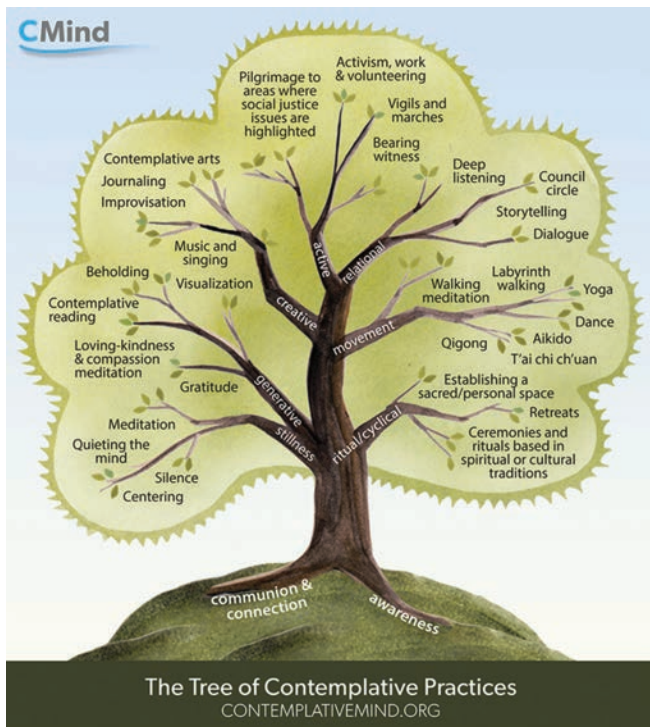 CMind
Activism, work
& volunteering
Pilgrimage to
areas where
social justice
issues are
highlighted
Vigils and
marches
Bearing
witness
Contemplative arts
Journaling
Improvisation
Music and
singing
Deep
listening
Council
circle
Storytelling
Dialogue
active
relational
creative
Beholding
Visualization
Contemplative
reading
Loving-kindness
& compassion
meditation
Gratitude
generative
Walking
meditation
Labyrinth
walking
Yoga
Dance
Aikido
Qigong
T'ai chi ch'uan
movement
Meditation
Quieting the
mind
Silence
Centering
stillness
Establishing a
sacred/personal space
Retreats
Ceremonies and
rituals based in
spiritual or cultural
traditions
ritual/cyclical
communion &
connection
awareness
The Tree of Contemplative Practices
CONTEMPLATIVEMIND.ORG